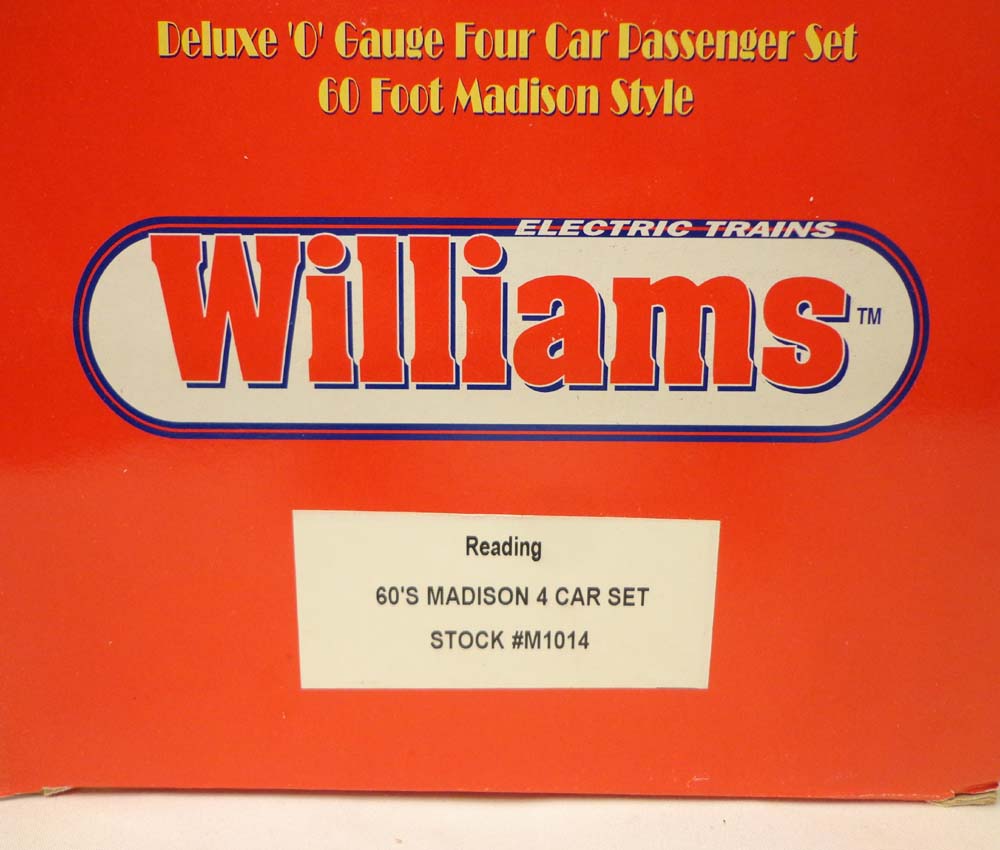 Deluxe 'O' Gauge Four Car Passenger Set
60 Foot Madison Style
ELECTRIC TRAINS
Williams™
Reading
60'S MADISON 4 CAR SET
STOCK #M1014